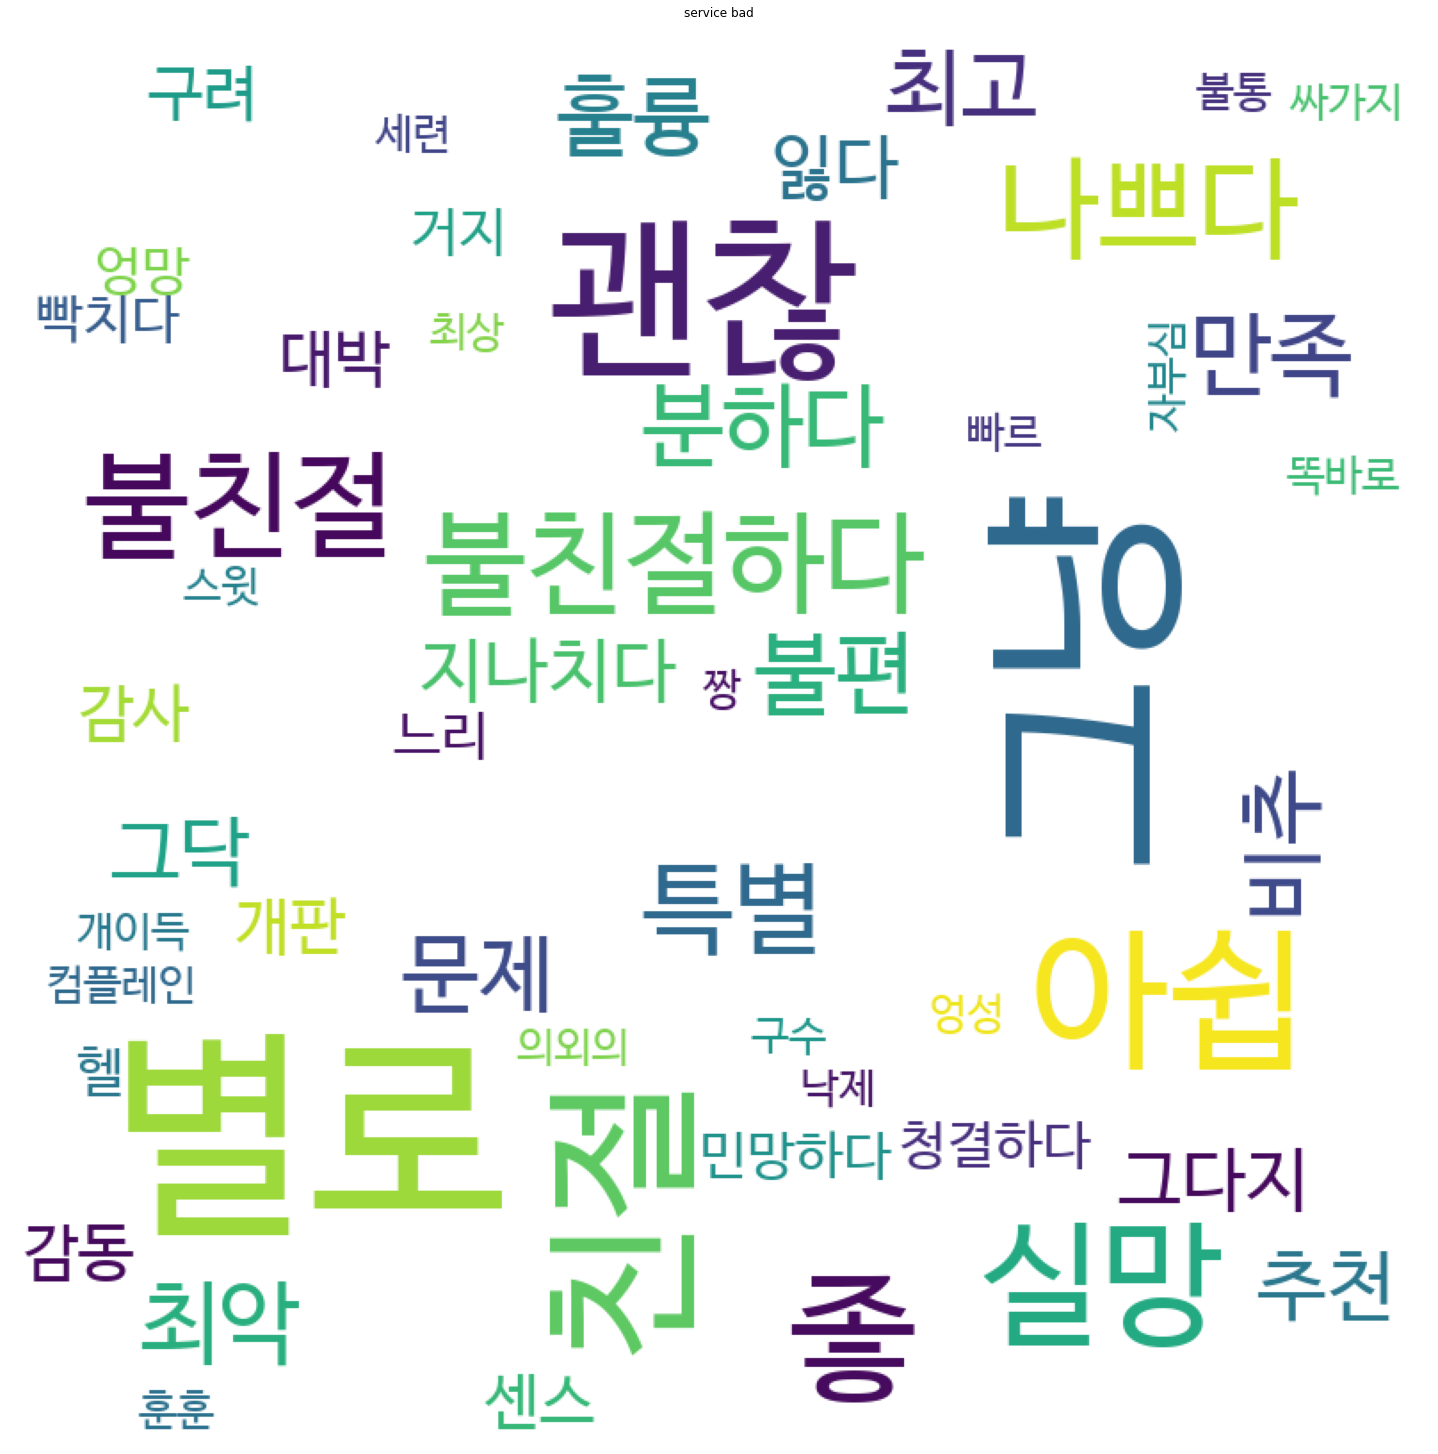 service bad
최고
구려
훌륭
불통
싸가지
세련
잃다
나쁘다
거지
괜찮
엉망
빡치다
대박
최상
자부심
만족
분하다
빠르
불친절
똑바로
불친절하다
스윗
그냥
지나치다
짱
불편
감사
느리
비추
그닥
특별
개판
개이득
문제
컴플레인
아쉽
엉성
의외의
구수
헬
별로
낙제
친절
민망하다
청결하다
그다지
감동
실망
추천
최악
좋
센스
훈훈